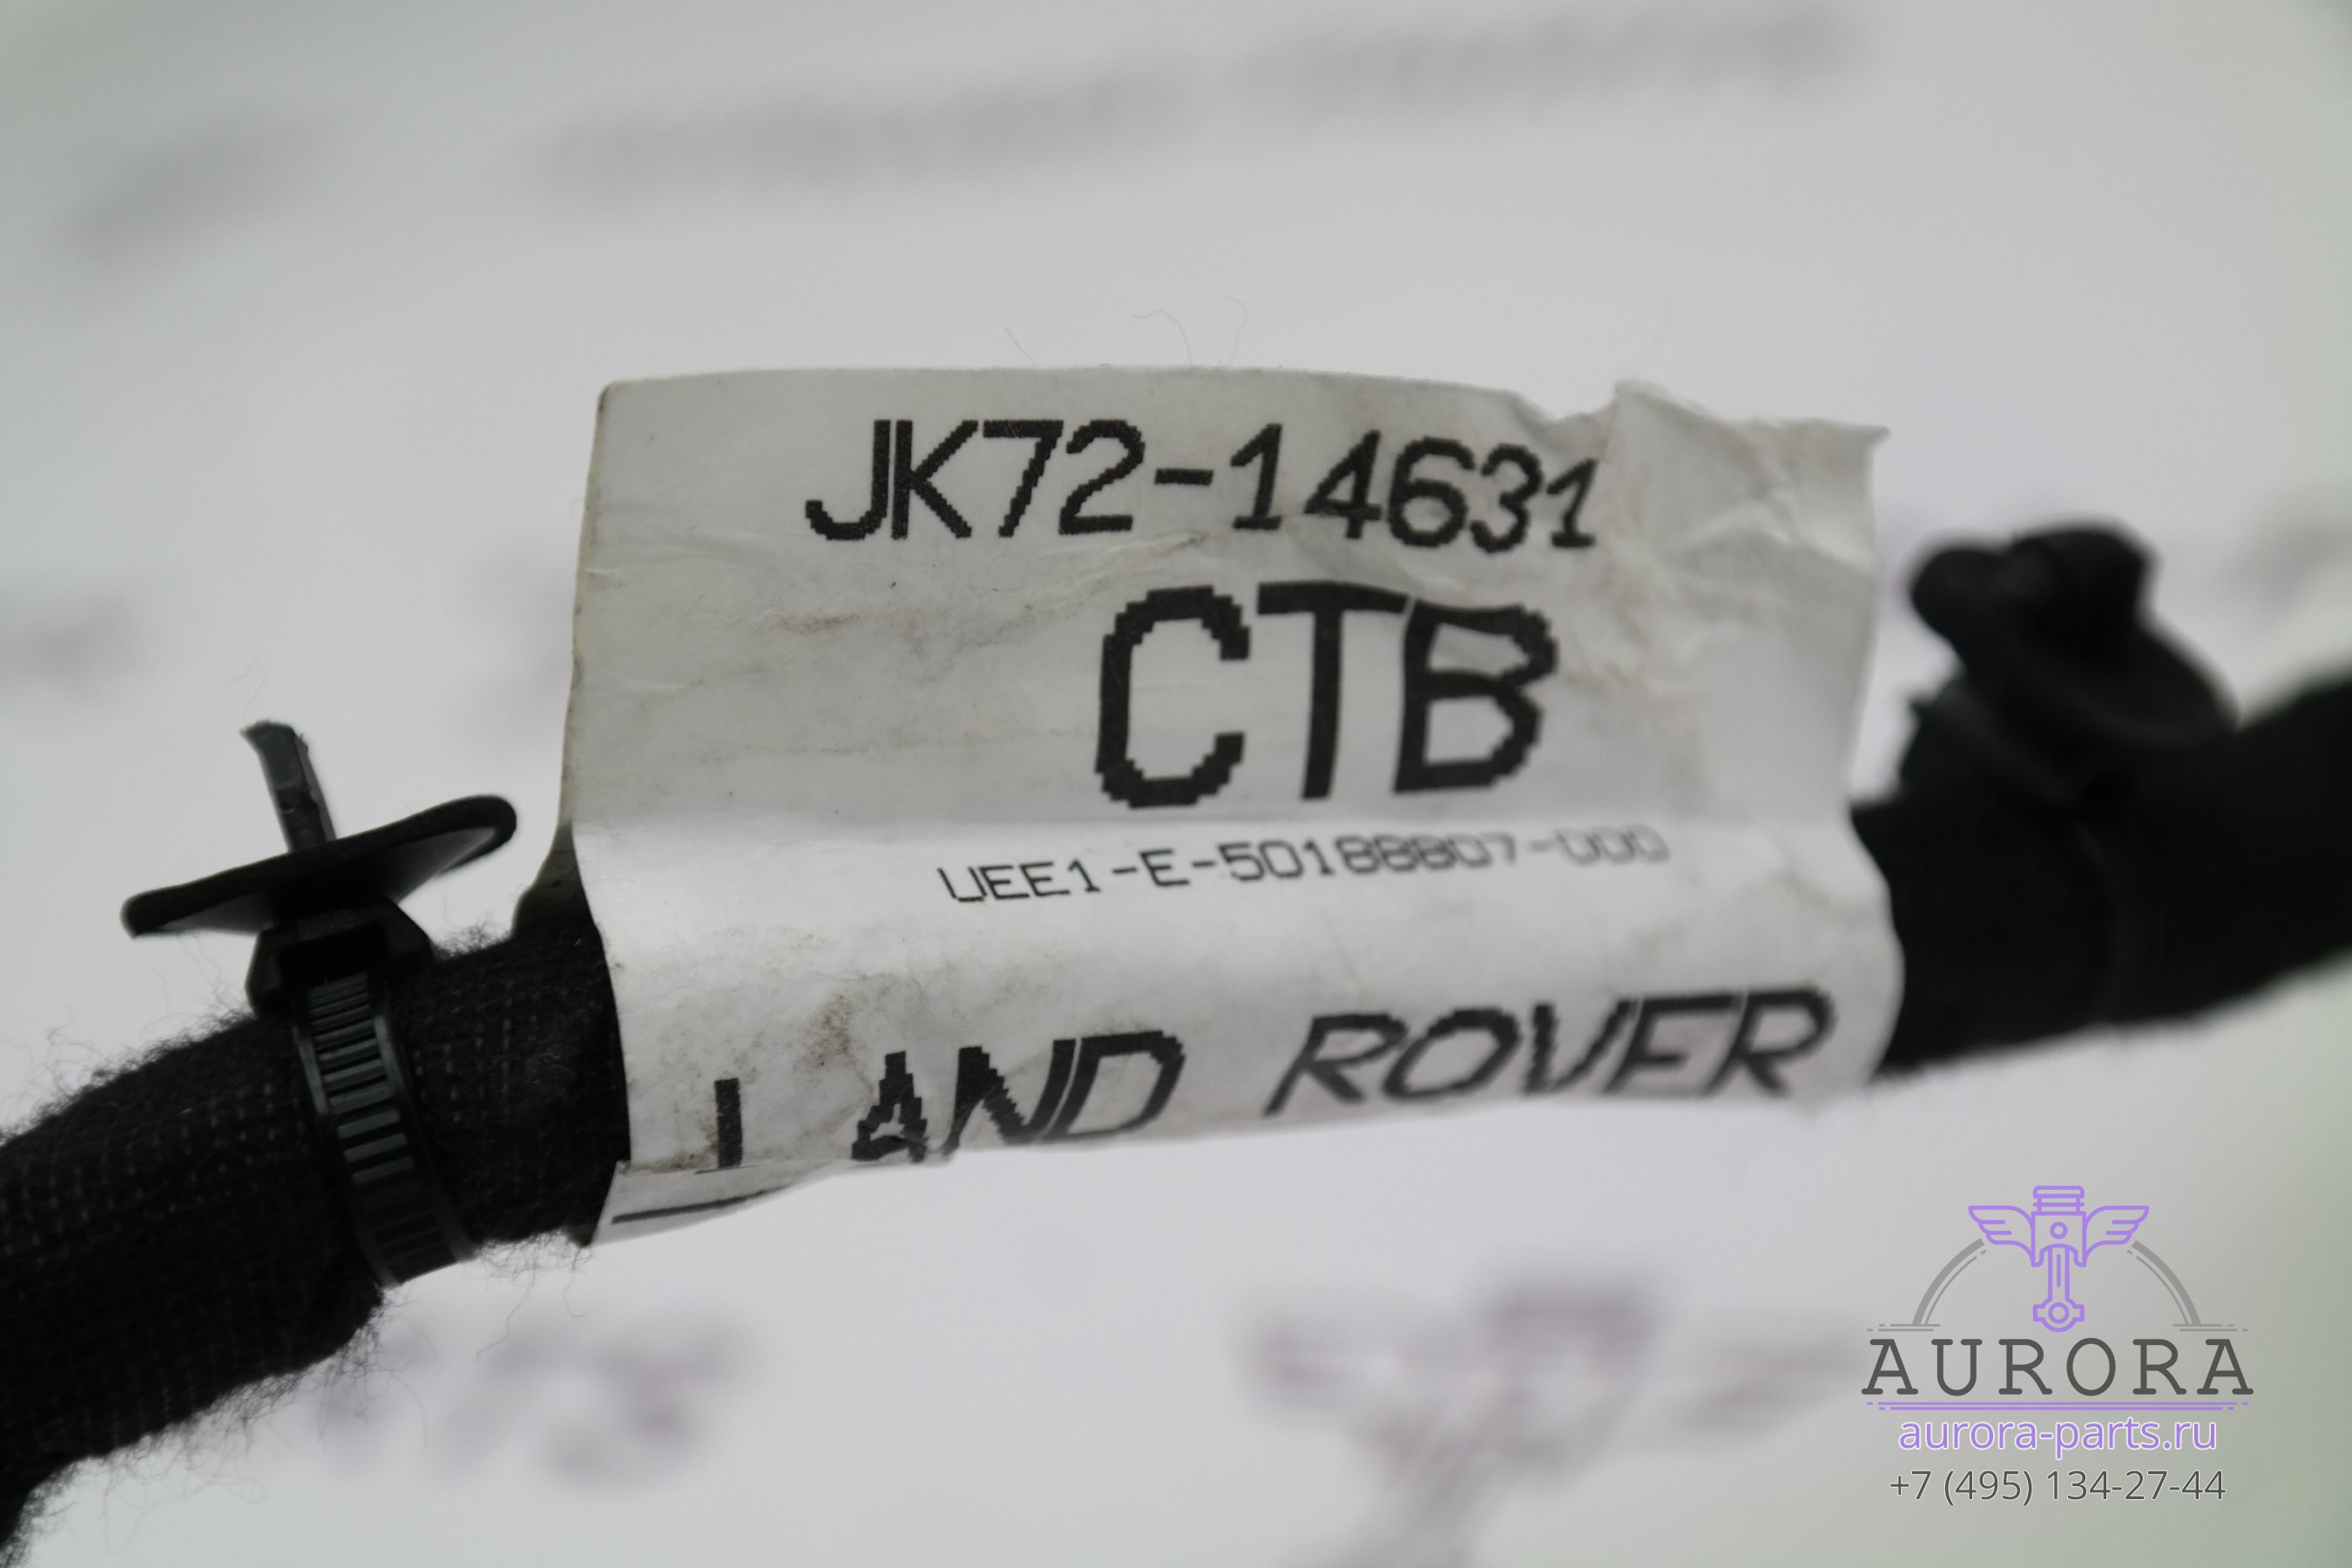 JK72-14631
CTB
UEE1-E-50188807-000
LAND ROVER
AURORA
aurora-parts.ru
+7 (495) 134-27-44